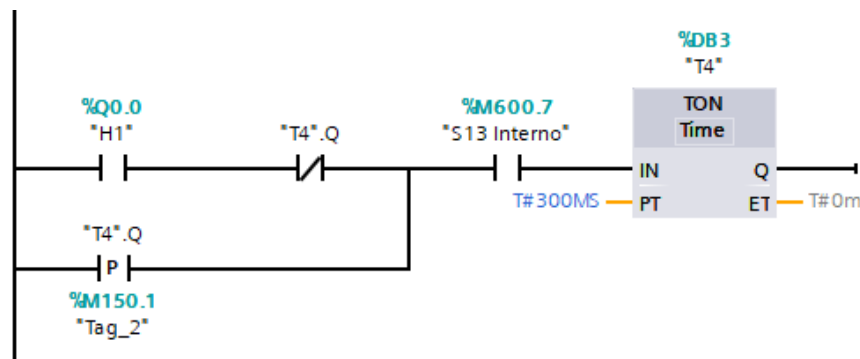 %DB3
"T4"
%Q0.0
"H1"
"T4".Q
%M600.7
"S13 Interno"
TON
Time
IN
Q
T#300MS
PT
ET
T#0m
"T4".Q
P
%M150.1
"Tag_2"